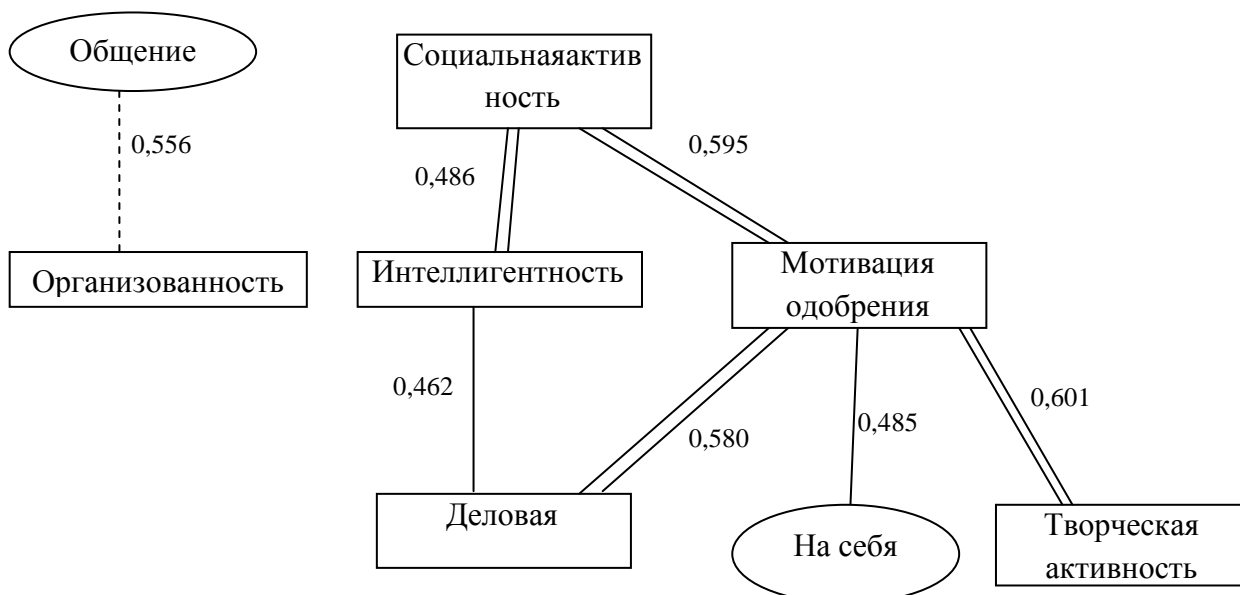 Общение
Социальнаяактив
ность
0,556
0,595
0,486
Организованность
Интеллигентность
Мотивация
одобрения
0,462
0,580
0,485
0,601
Деловая
На себя
Творческая
активность